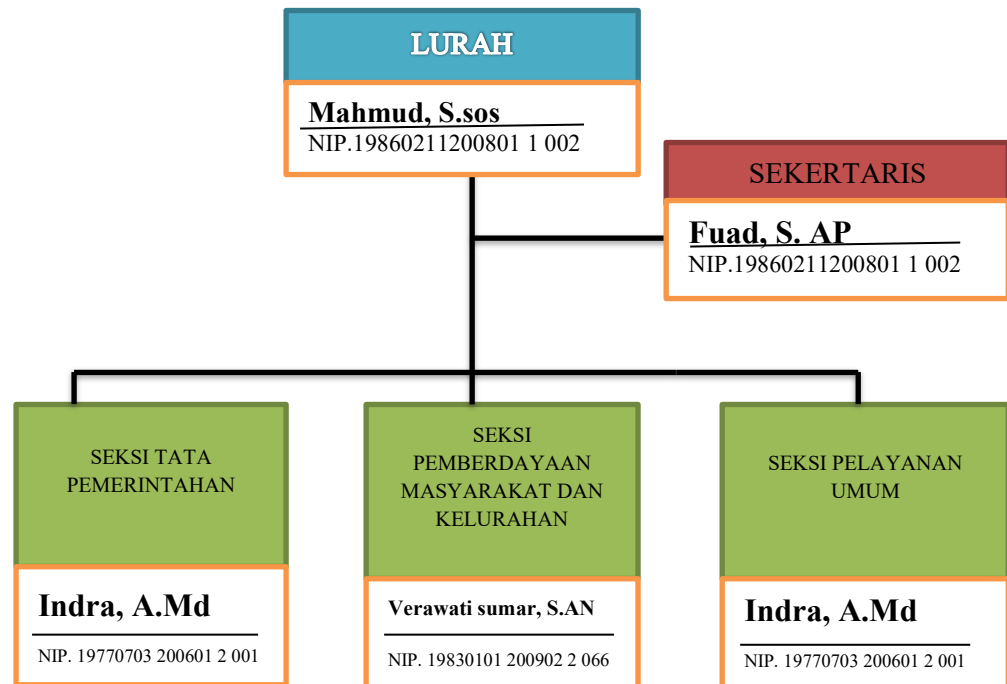 LURAH
Mahmud, S.sos
NIP.19860211200801 1 002
SEKERTARIS
Fuad, S. AP
NIP.19860211200801 1 002
SEKSI TATA
PEMERINTAHAN
Indra, A.Md
NIP. 19770703 200601 2 001
SEKSI
PEMBERDAYAAN
MASYARAKAT DAN
KELURAHAN
Verawati sumar, S.AN
NIP. 19830101 200902 2 066
SEKSI PELAYANAN
UMUM
Indra, A.Md
NIP. 19770703 200601 2 001